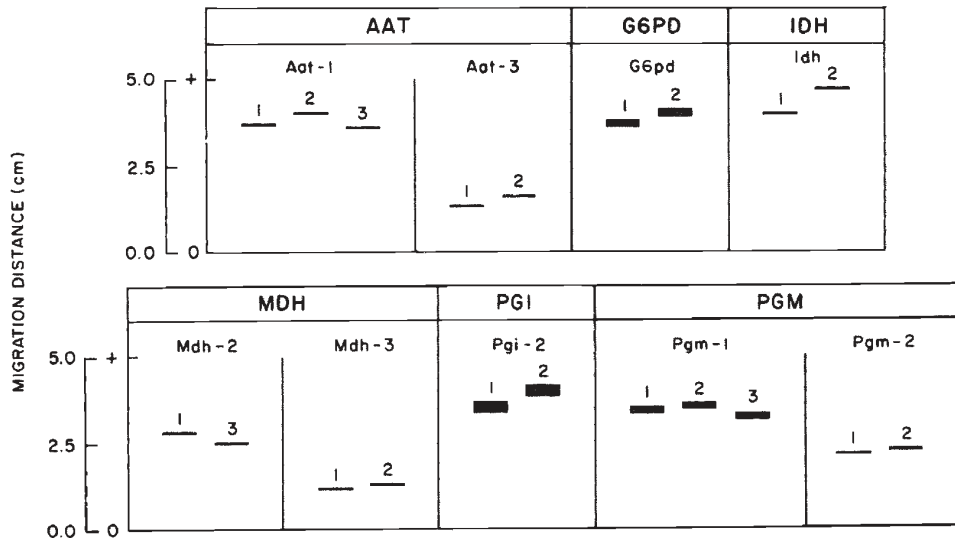 AAT G6PD IDH
Aat-1 Aat-3 G6pd Idh
5.0 +
1 2 3 1 2 1 2
1 2
2.5
0.0 0
MIGRATION DISTANCE (cm)
MDH PGI PGM
Mdh-2 Mdh-3 Pgi-2 Pgm-1 Pgm-2
5.0 +
1 3 1 2 1 2 1 2 3 1 2
2.5
0.0 0